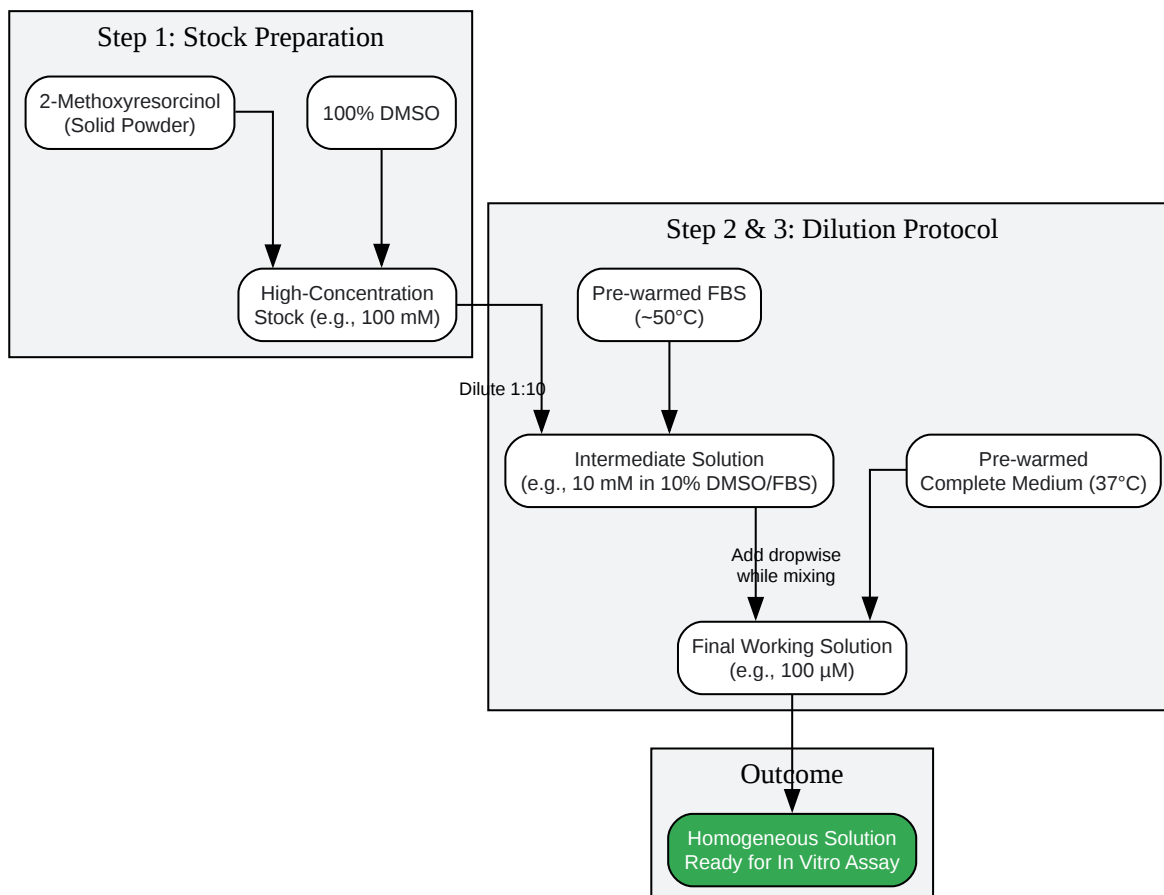 Step 1: Stock Preparation
2-Methoxyresorcinol
(Solid Powder)
100% DMSO
High-Concentration
Stock (e.g., 100 mM)
Step 2 & 3: Dilution Protocol
Pre-warmed FBS
(~50°C)
Dilute 1:10
Intermediate Solution
(e.g., 10 mM in 10% DMSO/FBS)
Pre-warmed
Complete Medium (37°C)
Add dropwise
while mixing
Final Working Solution
(e.g., 100 µM)
Outcome
Homogeneous Solution
Ready for In Vitro Assay